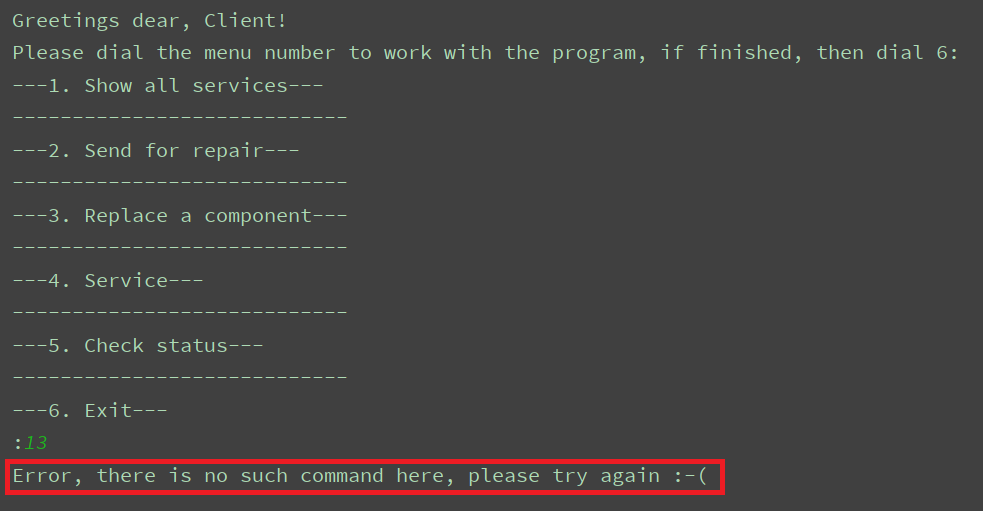 Greetings dear, Client!
Please dial the menu number to work with the program, if finished, then dial 6:
---1. Show all services---
----------------------------
---2. Send for repair---
----------------------------
---3. Replace a component---
----------------------------
---4. Service---
----------------------------
---5. Check status---
----------------------------
---6. Exit---
:13
Error, there is no such command here, please try again :-(